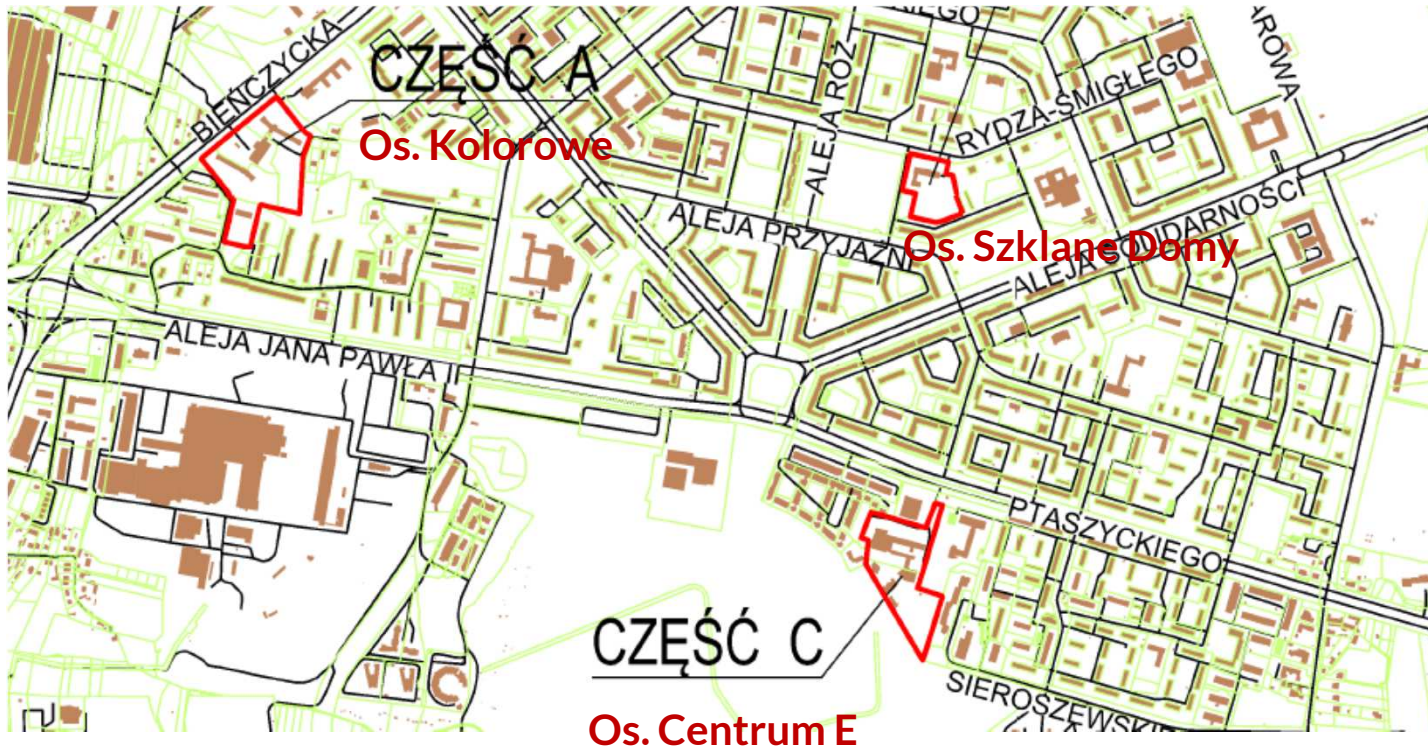 BIEŃCZYCKA
CZĘŚĆ A
Os. Kolorowe
ALEJA RÓŻ
RYDZA-ŚMIGŁEGO
ALEJA PRZYJAŹNI
Os. Szklane Domy
ALEJA SOLIDARNOŚCI
ALEJA JANA PAWŁA II
PTASZYCKIEGO
CZĘŚĆ C
Os. Centrum E